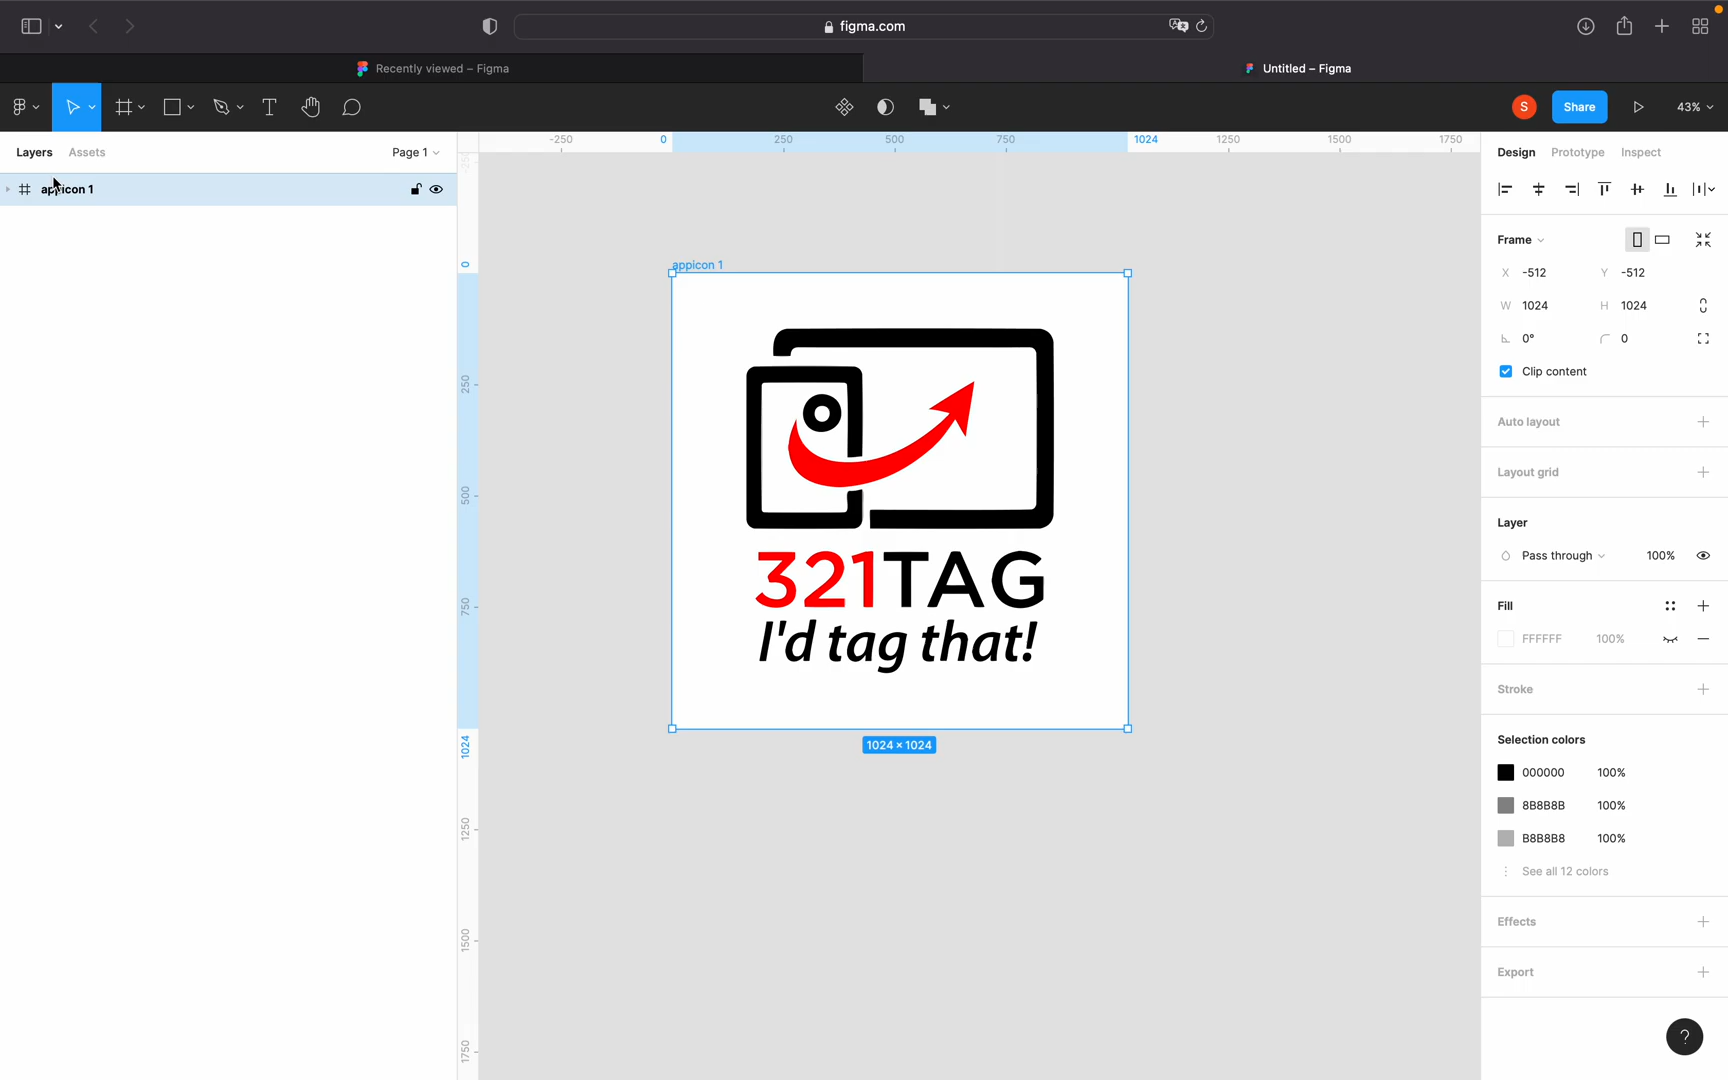 figma.com
Recently viewed – Figma
Untitled – Figma
S
Share
43%
Layers
Assets
Page 1
-250
0
250
500
750
1024
1250
1500
1750
Design
Prototype
Inspect
appicon 1
-250
0
250
500
750
1024
1250
1500
1750
appicon 1
321TAG
I'd tag that!
1024 × 1024
Frame
X -512
Y -512
W 1024
H 1024
0°
0
Clip content
Auto layout
Layout grid
Layer
Pass through
100%
Fill
FFFFFF 100%
Stroke
Selection colors
000000 100%
8B8B8B 100%
B8B8B8 100%
See all 12 colors
Effects
Export
?